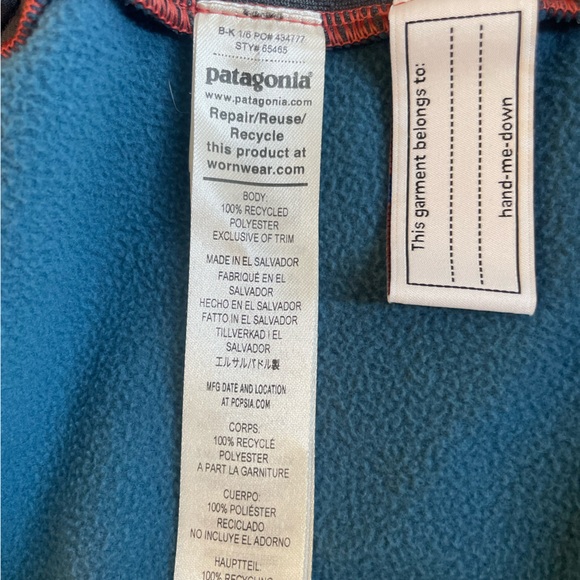 B-K 1/6 PO# 434777
STY# 65465
patagonia®
www.patagonia.com
Repair/Reuse/
Recycle
this product at
wornwear.com
BODY:
100% RECYCLED
POLYESTER
EXCLUSIVE OF TRIM
MADE IN EL SALVADOR
FABRIQUÉ EN EL
SALVADOR
HECHO EN EL SALVADOR
FATTO IN EL SALVADOR
TILLVERKAD I EL
SALVADOR
エルサルバドル製
MFG DATE AND LOCATION
AT PCPSIA.COM
CORPS:
100% RECYCLÉ
POLYESTER
A PART LA GARNITURE
CUERPO:
100% POLIÉSTER
RECICLADO
NO INCLUYE EL ADORNO
HAUPTTEIL:
100% RECYCLING
This garment belongs to:
hand-me-down